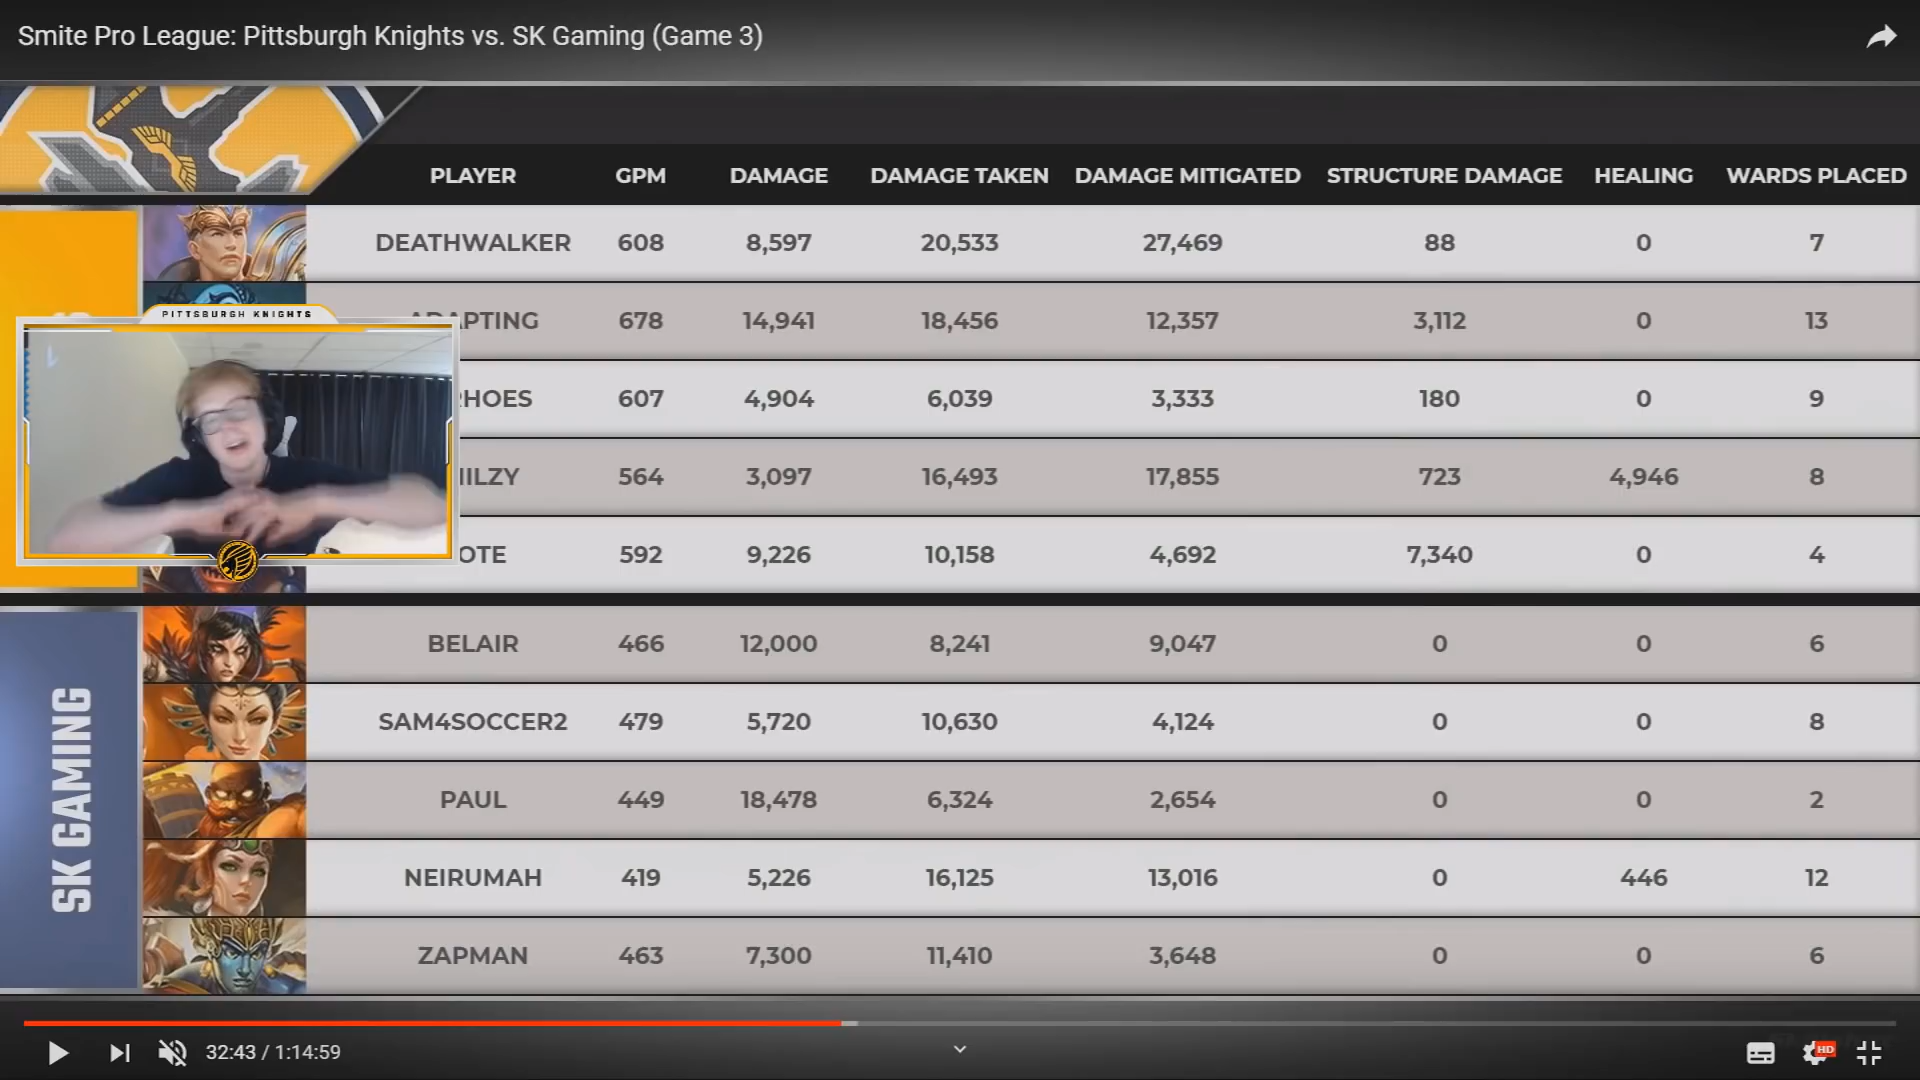 Smite Pro League: Pittsburgh Knights vs. SK Gaming (Game 3)
PLAYER GPM DAMAGE DAMAGE TAKEN DAMAGE MITIGATED STRUCTURE DAMAGE HEALING WARDS PLACED
DEATHWALKER 608 8,597 20,533 27,469 88 0 7
PITTSBURGH KNIGHTS
ADAPTING 678 14,941 18,456 12,357 3,112 0 13
RHOES 607 4,904 6,039 3,333 180 0 9
ILZY 564 3,097 16,493 17,855 723 4,946 8
OTE 592 9,226 10,158 4,692 7,340 0 4
SK GAMING
BELAIR 466 12,000 8,241 9,047 0 0 6
SAM4SOCCER2 479 5,720 10,630 4,124 0 0 8
PAUL 449 18,478 6,324 2,654 0 0 2
NEIRUMAH 419 5,226 16,125 13,016 0 446 12
ZAPMAN 463 7,300 11,410 3,648 0 0 6
32:43 / 1:14:59
HD